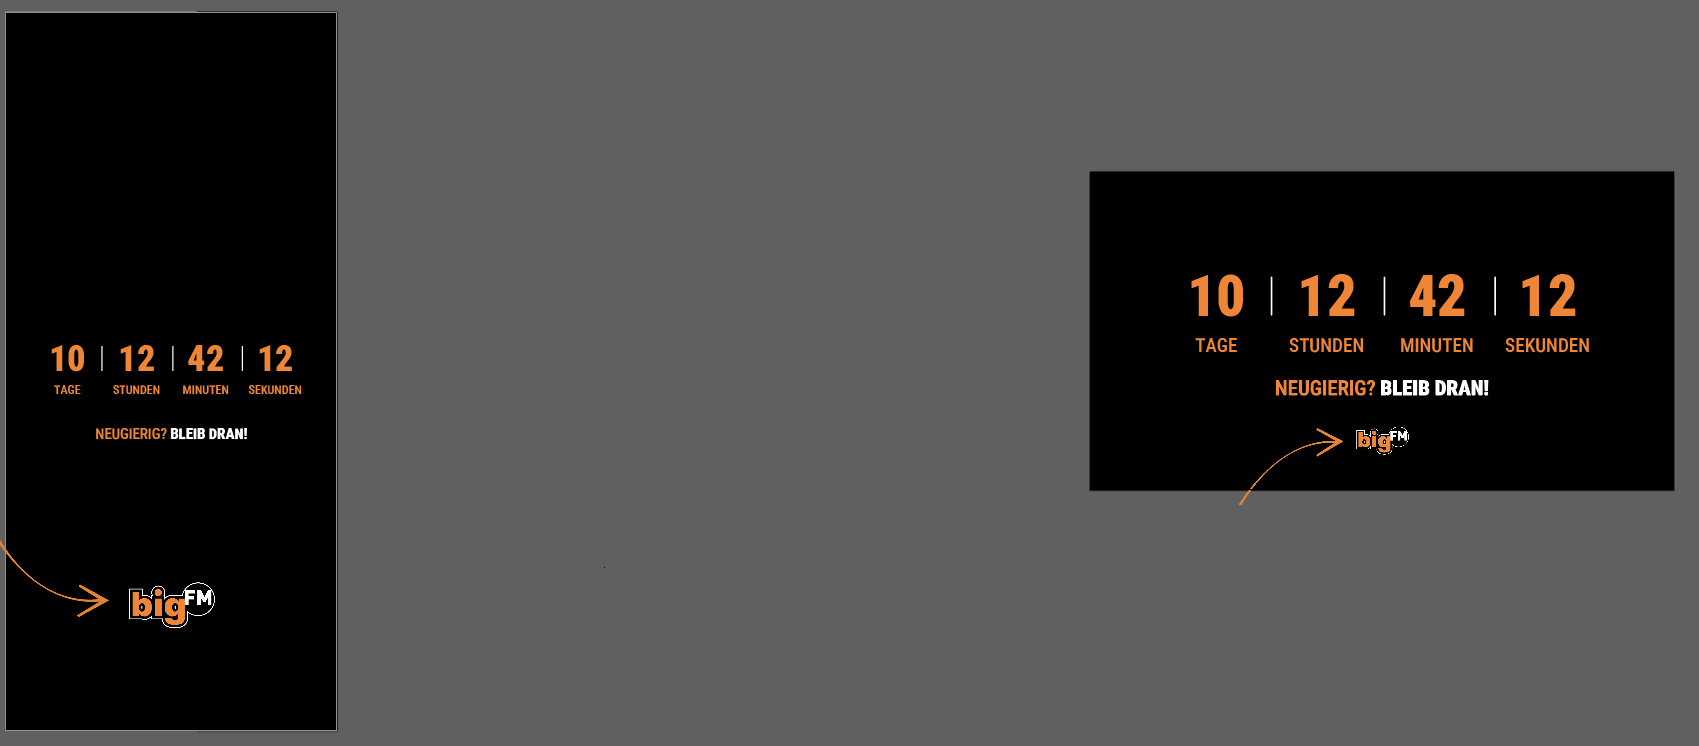 10 | 12 | 42 | 12
TAGE STUNDEN MINUTEN SEKUNDEN
NEUGIERIG? BLEIB DRAN!
bigFM
10 | 12 | 42 | 12
TAGE STUNDEN MINUTEN SEKUNDEN
NEUGIERIG? BLEIB DRAN!
bigFM